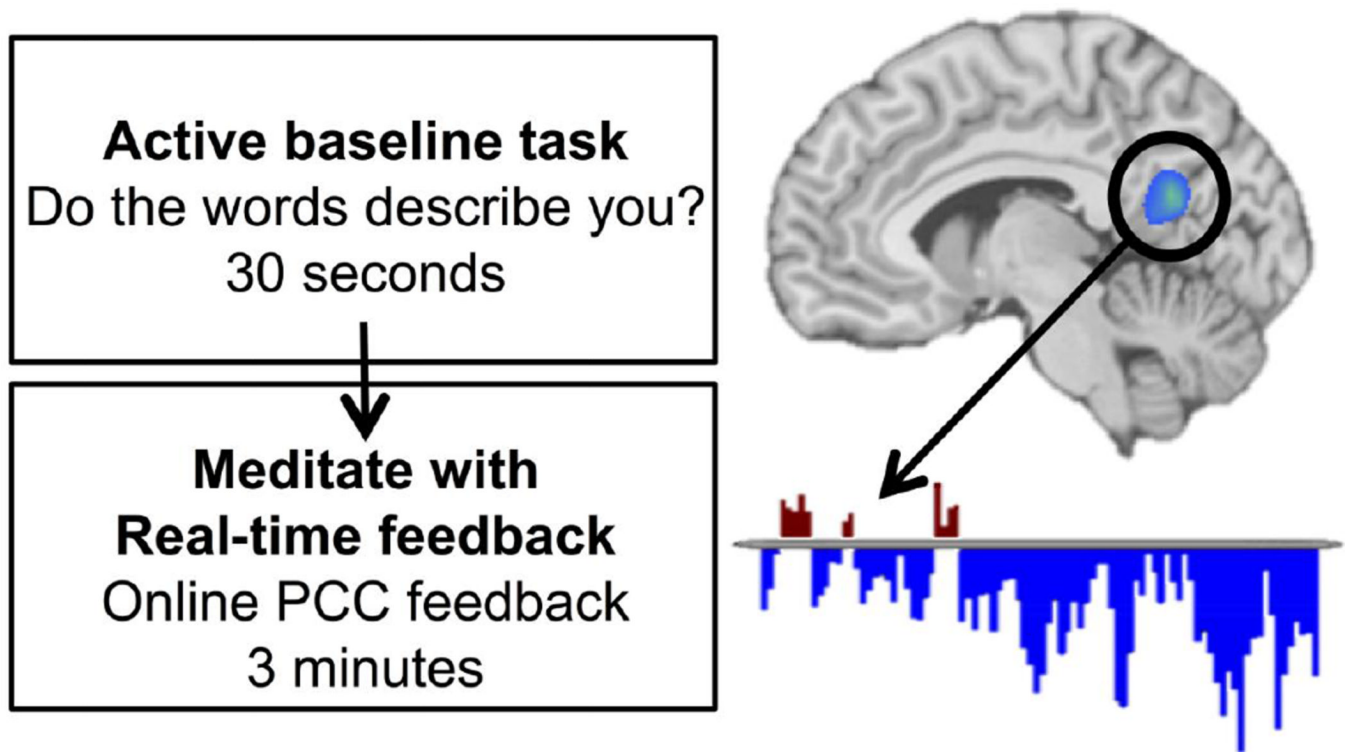 Active baseline task
Do the words describe you?
30 seconds
Meditate with
Real-time feedback
Online PCC feedback
3 minutes